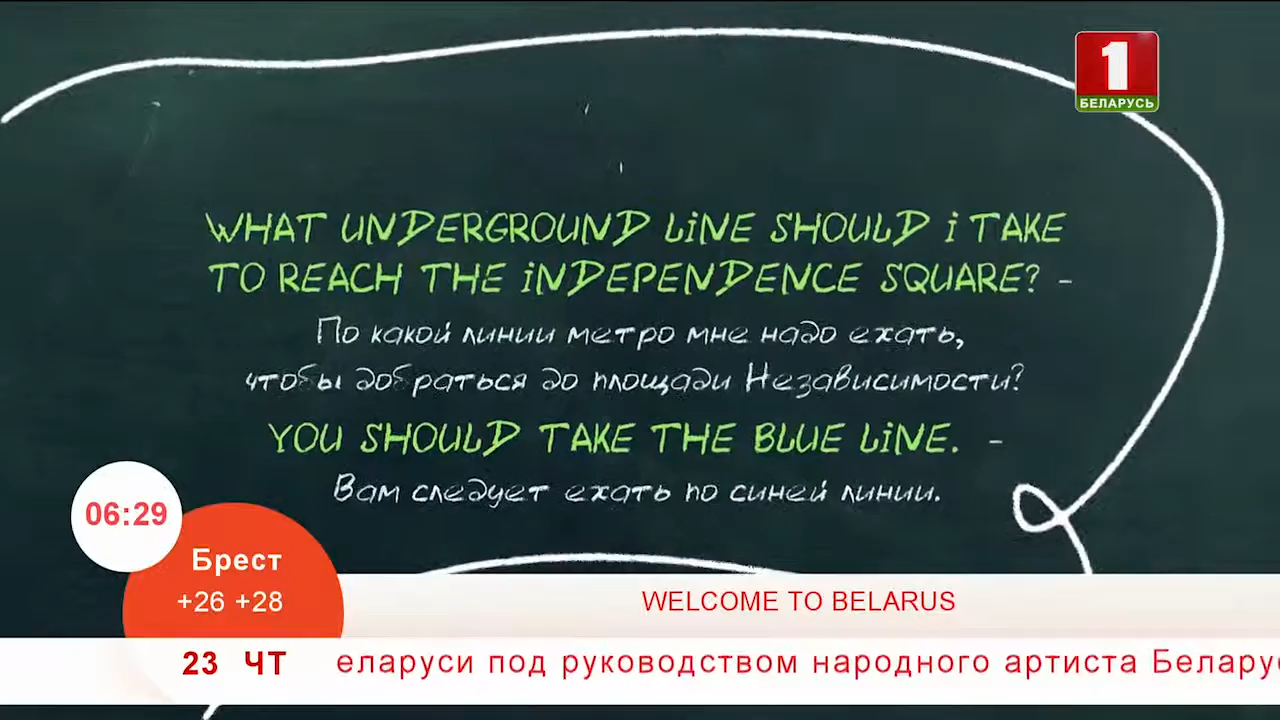 1
БЕЛАРУСЬ
WHAT UNDERGROUND LINE SHOULD I TAKE
TO REACH THE INDEPENDENCE SQUARE? –
По какой линии метро мне надо ехать,
чтобы добраться до площади Независимости?
YOU SHOULD TAKE THE BLUE LINE. –
Вам следует ехать по синей линии.
06:29
Брест
+26 +28
WELCOME TO BELARUS
23 ЧТ
еларуси под руководством народного артиста Беларус